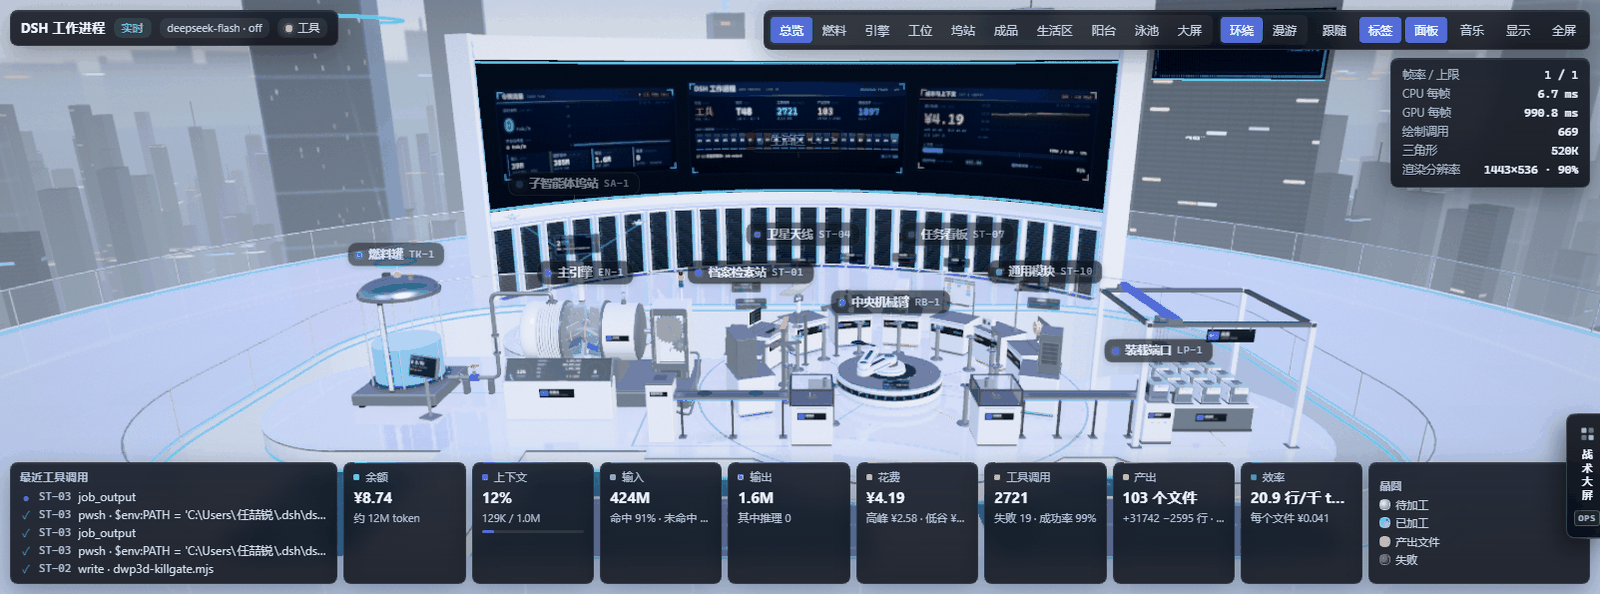 DSH 工作进程 实时 deepseek-flash · off 工具
总览 燃料 引擎 工位 坞站 成品 生活区 阳台 泳池 大屏 环绕 漫游 跟随 标签 面板 音乐 显示 全屏
帧率 / 上限 1 / 1
CPU 每帧 6.7 ms
GPU 每帧 990.8 ms
绘制调用 669
三角形 520K
渲染分辨率 1443×536 · 90%
DSH 工作进程
工具 T48 2721 103 1897
¥4.19
子智能体坞站 SA-1
卫星天线 ST-04
任务看板 ST-07
燃料罐 TK-1
主引擎 EN-1
档案检索站 ST-01
通用模块 ST-10
中央机械臂 RB-1
装载端口 LP-1
战术大屏
OPS
最近工具调用
ST-03 job_output
✓ ST-03 pwsh · $env:PATH = 'C:\Users\任喆锐\.dsh\ds...
✓ ST-03 job_output
✓ ST-03 pwsh · $env:PATH = 'C:\Users\任喆锐\.dsh\ds...
✓ ST-02 write · dwp3d-killgate.mjs
余额
¥8.74
约 12M token
上下文
12%
129K / 1.0M
输入
424M
命中 91% · 未命中 ...
输出
1.6M
其中推理 0
花费
¥4.19
高峰 ¥2.58 · 低谷 ¥...
工具调用
2721
失败 19 · 成功率 99%
产出
103 个文件
+31742 −2595 行 · ...
效率
20.9 行/千 t...
每个文件 ¥0.041
晶圆
待加工
已加工
产出文件
失败